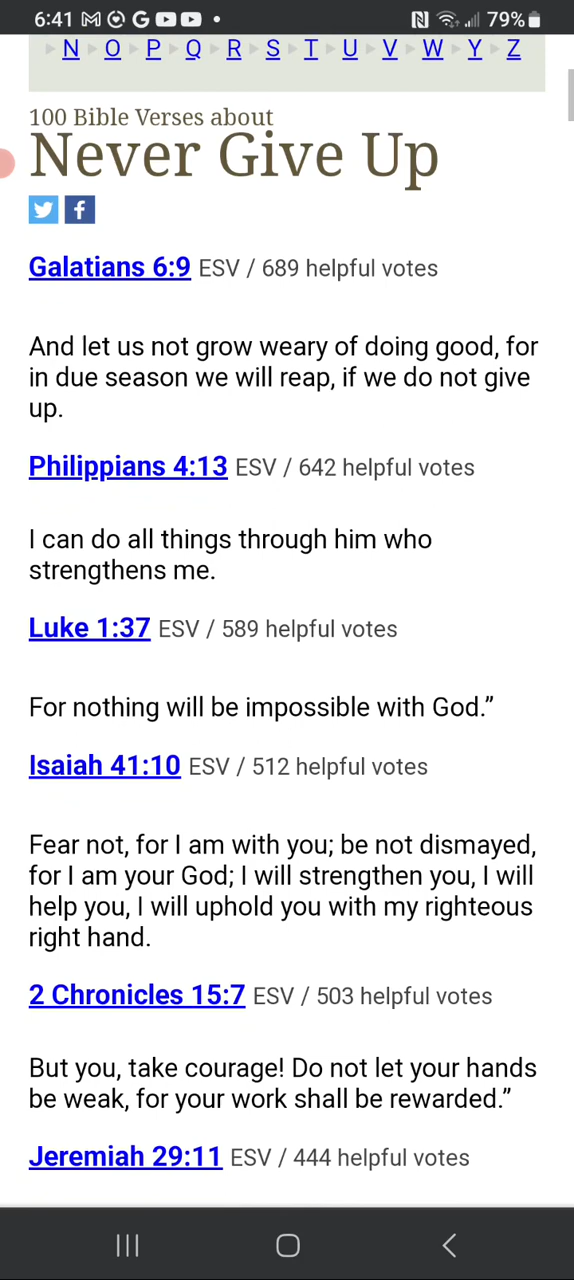 6:41 79%
N O P Q R S T U V W Y Z
100 Bible Verses about
Never Give Up
Galatians 6:9 ESV / 689 helpful votes
And let us not grow weary of doing good, for
in due season we will reap, if we do not give
up.
Philippians 4:13 ESV / 642 helpful votes
I can do all things through him who
strengthens me.
Luke 1:37 ESV / 589 helpful votes
For nothing will be impossible with God.”
Isaiah 41:10 ESV / 512 helpful votes
Fear not, for I am with you; be not dismayed,
for I am your God; I will strengthen you, I will
help you, I will uphold you with my righteous
right hand.
2 Chronicles 15:7 ESV / 503 helpful votes
But you, take courage! Do not let your hands
be weak, for your work shall be rewarded.”
Jeremiah 29:11 ESV / 444 helpful votes